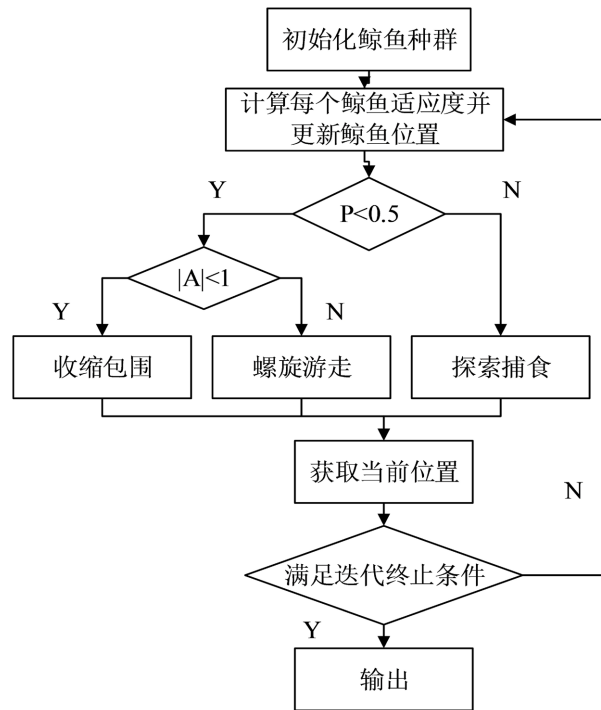 初始化鲸鱼种群
计算每个鲸鱼适应度并
更新鲸鱼位置
Y
N
P<0.5
|A|<1
Y
N
收缩包围
螺旋游走
探索捕食
获取当前位置
N
满足迭代终止条件
Y
输出